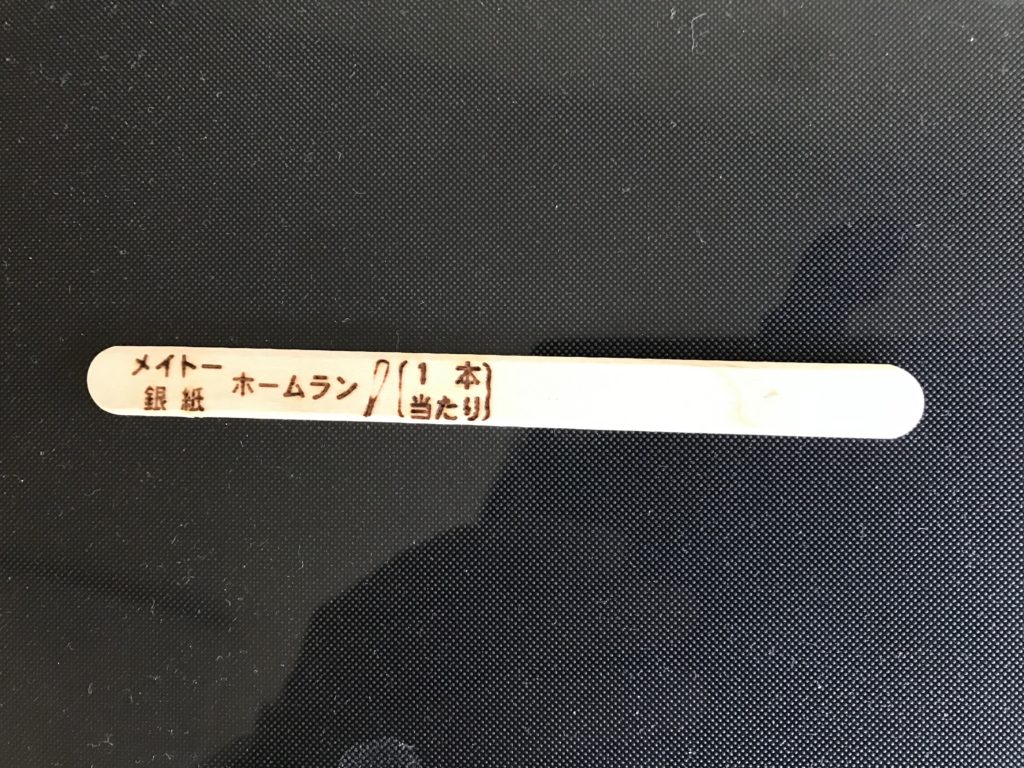 メイトー
銀紙
ホームラン
1本
当たり